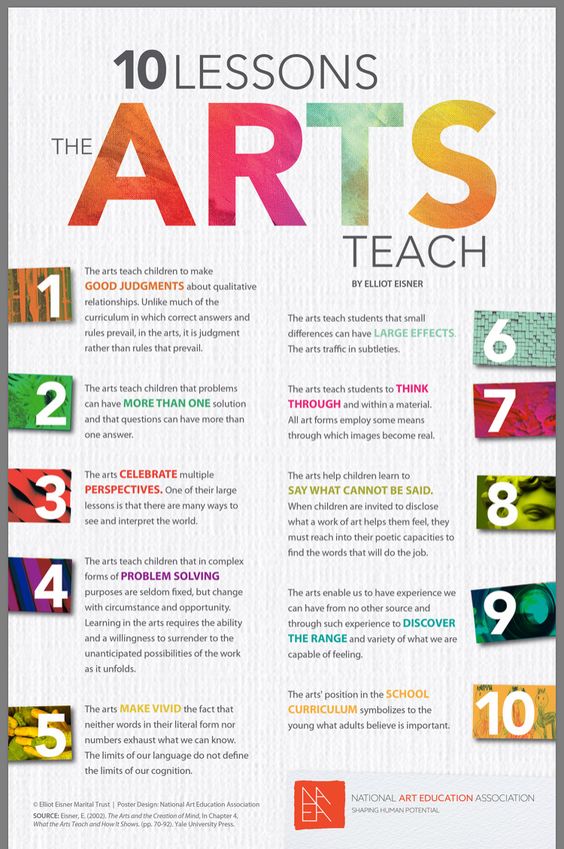 10 LESSONS
THE ARTS
TEACH
BY ELLIOT EISNER
1
The arts teach children to make
GOOD JUDGMENTS about qualitative
relationships. Unlike much of the
curriculum in which correct answers and
rules prevail, in the arts, it is judgment
rather than rules that prevail.
2
The arts teach children that problems
can have MORE THAN ONE solution
and that questions can have more than
one answer.
3
The arts CELEBRATE multiple
PERSPECTIVES. One of their large
lessons is that there are many ways to
see and interpret the world.
4
The arts teach children that in complex
forms of PROBLEM SOLVING
purposes are seldom fixed, but change
with circumstance and opportunity.
Learning in the arts requires the ability
and a willingness to surrender to the
unanticipated possibilities of the work
as it unfolds.
5
The arts MAKE VIVID the fact that
neither words in their literal form nor
numbers exhaust what we can know.
The limits of our language do not define
the limits of our cognition.
The arts teach students that small
differences can have LARGE EFFECTS.
The arts traffic in subtleties.
6
The arts teach students to THINK
THROUGH and within a material.
All art forms employ some means
through which images become real.
7
The arts help children learn to
SAY WHAT CANNOT BE SAID.
When children are invited to disclose
what a work of art helps them feel, they
must reach into their poetic capacities to
find the words that will do the job.
8
The arts enable us to have experience we
can have from no other source and
through such experience to DISCOVER
THE RANGE and variety of what we are
capable of feeling.
9
The arts' position in the SCHOOL
CURRICULUM symbolizes to the
young what adults believe is important.
10
© Elliot Eisner Marital Trust | Poster Design: National Art Education Association
SOURCE: Eisner, E. (2002). The Arts and the Creation of Mind, In Chapter 4,
What the Arts Teach and How It Shows. (pp. 70-92). Yale University Press.
NAEA
NATIONAL ART EDUCATION ASSOCIATION
SHAPING HUMAN POTENTIAL